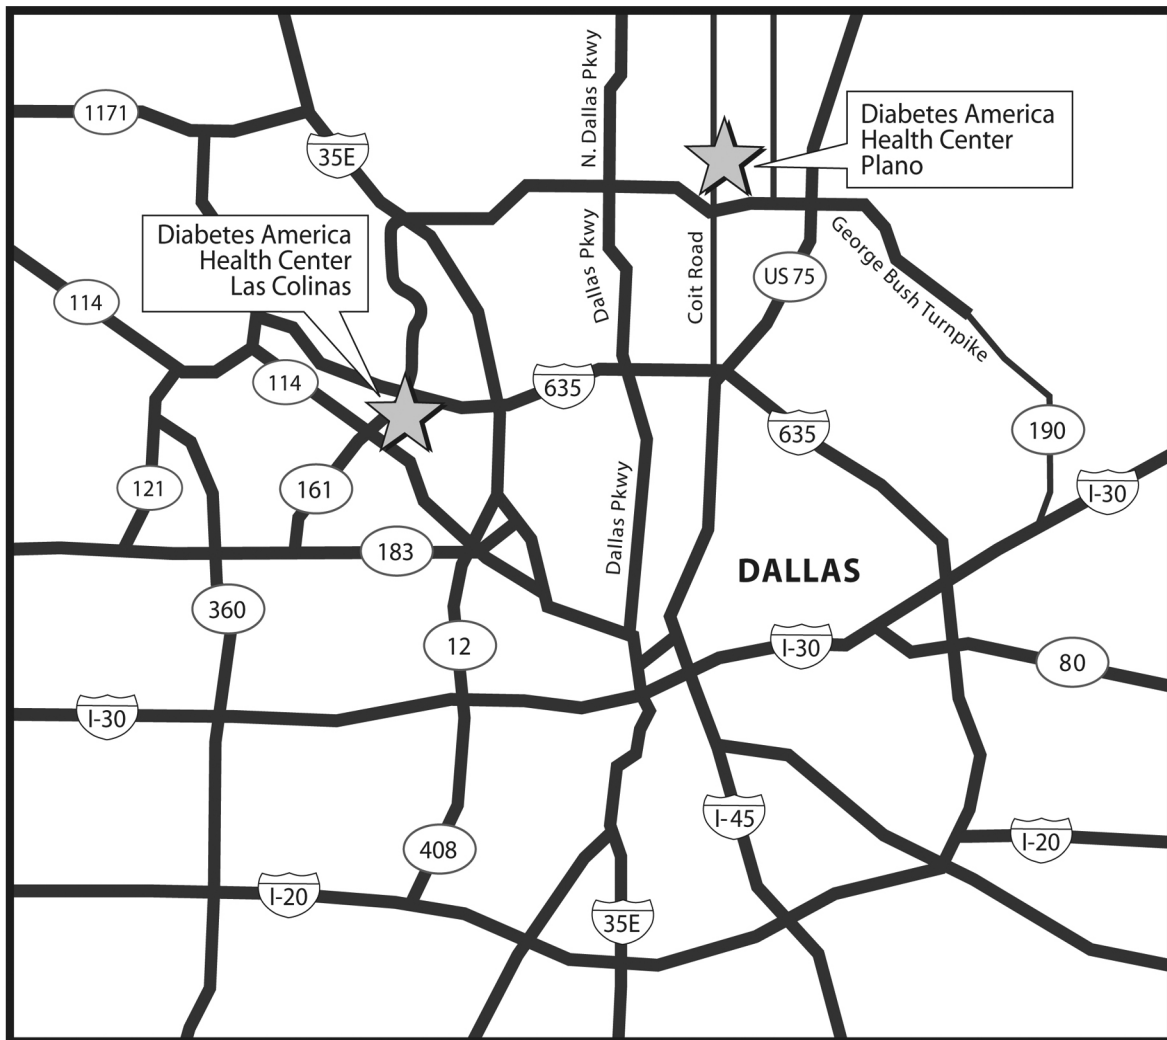 1171
35E
N. Dallas Pkwy
Diabetes America
Health Center
Plano
Diabetes America
Health Center
Las Colinas
Dallas Pkwy
Coit Road
George Bush Turnpike
US 75
114
114
635
635
190
121
161
I-30
Dallas Pkwy
183
DALLAS
360
12
I-30
80
I-30
I-45
408
I-20
I-20
35E